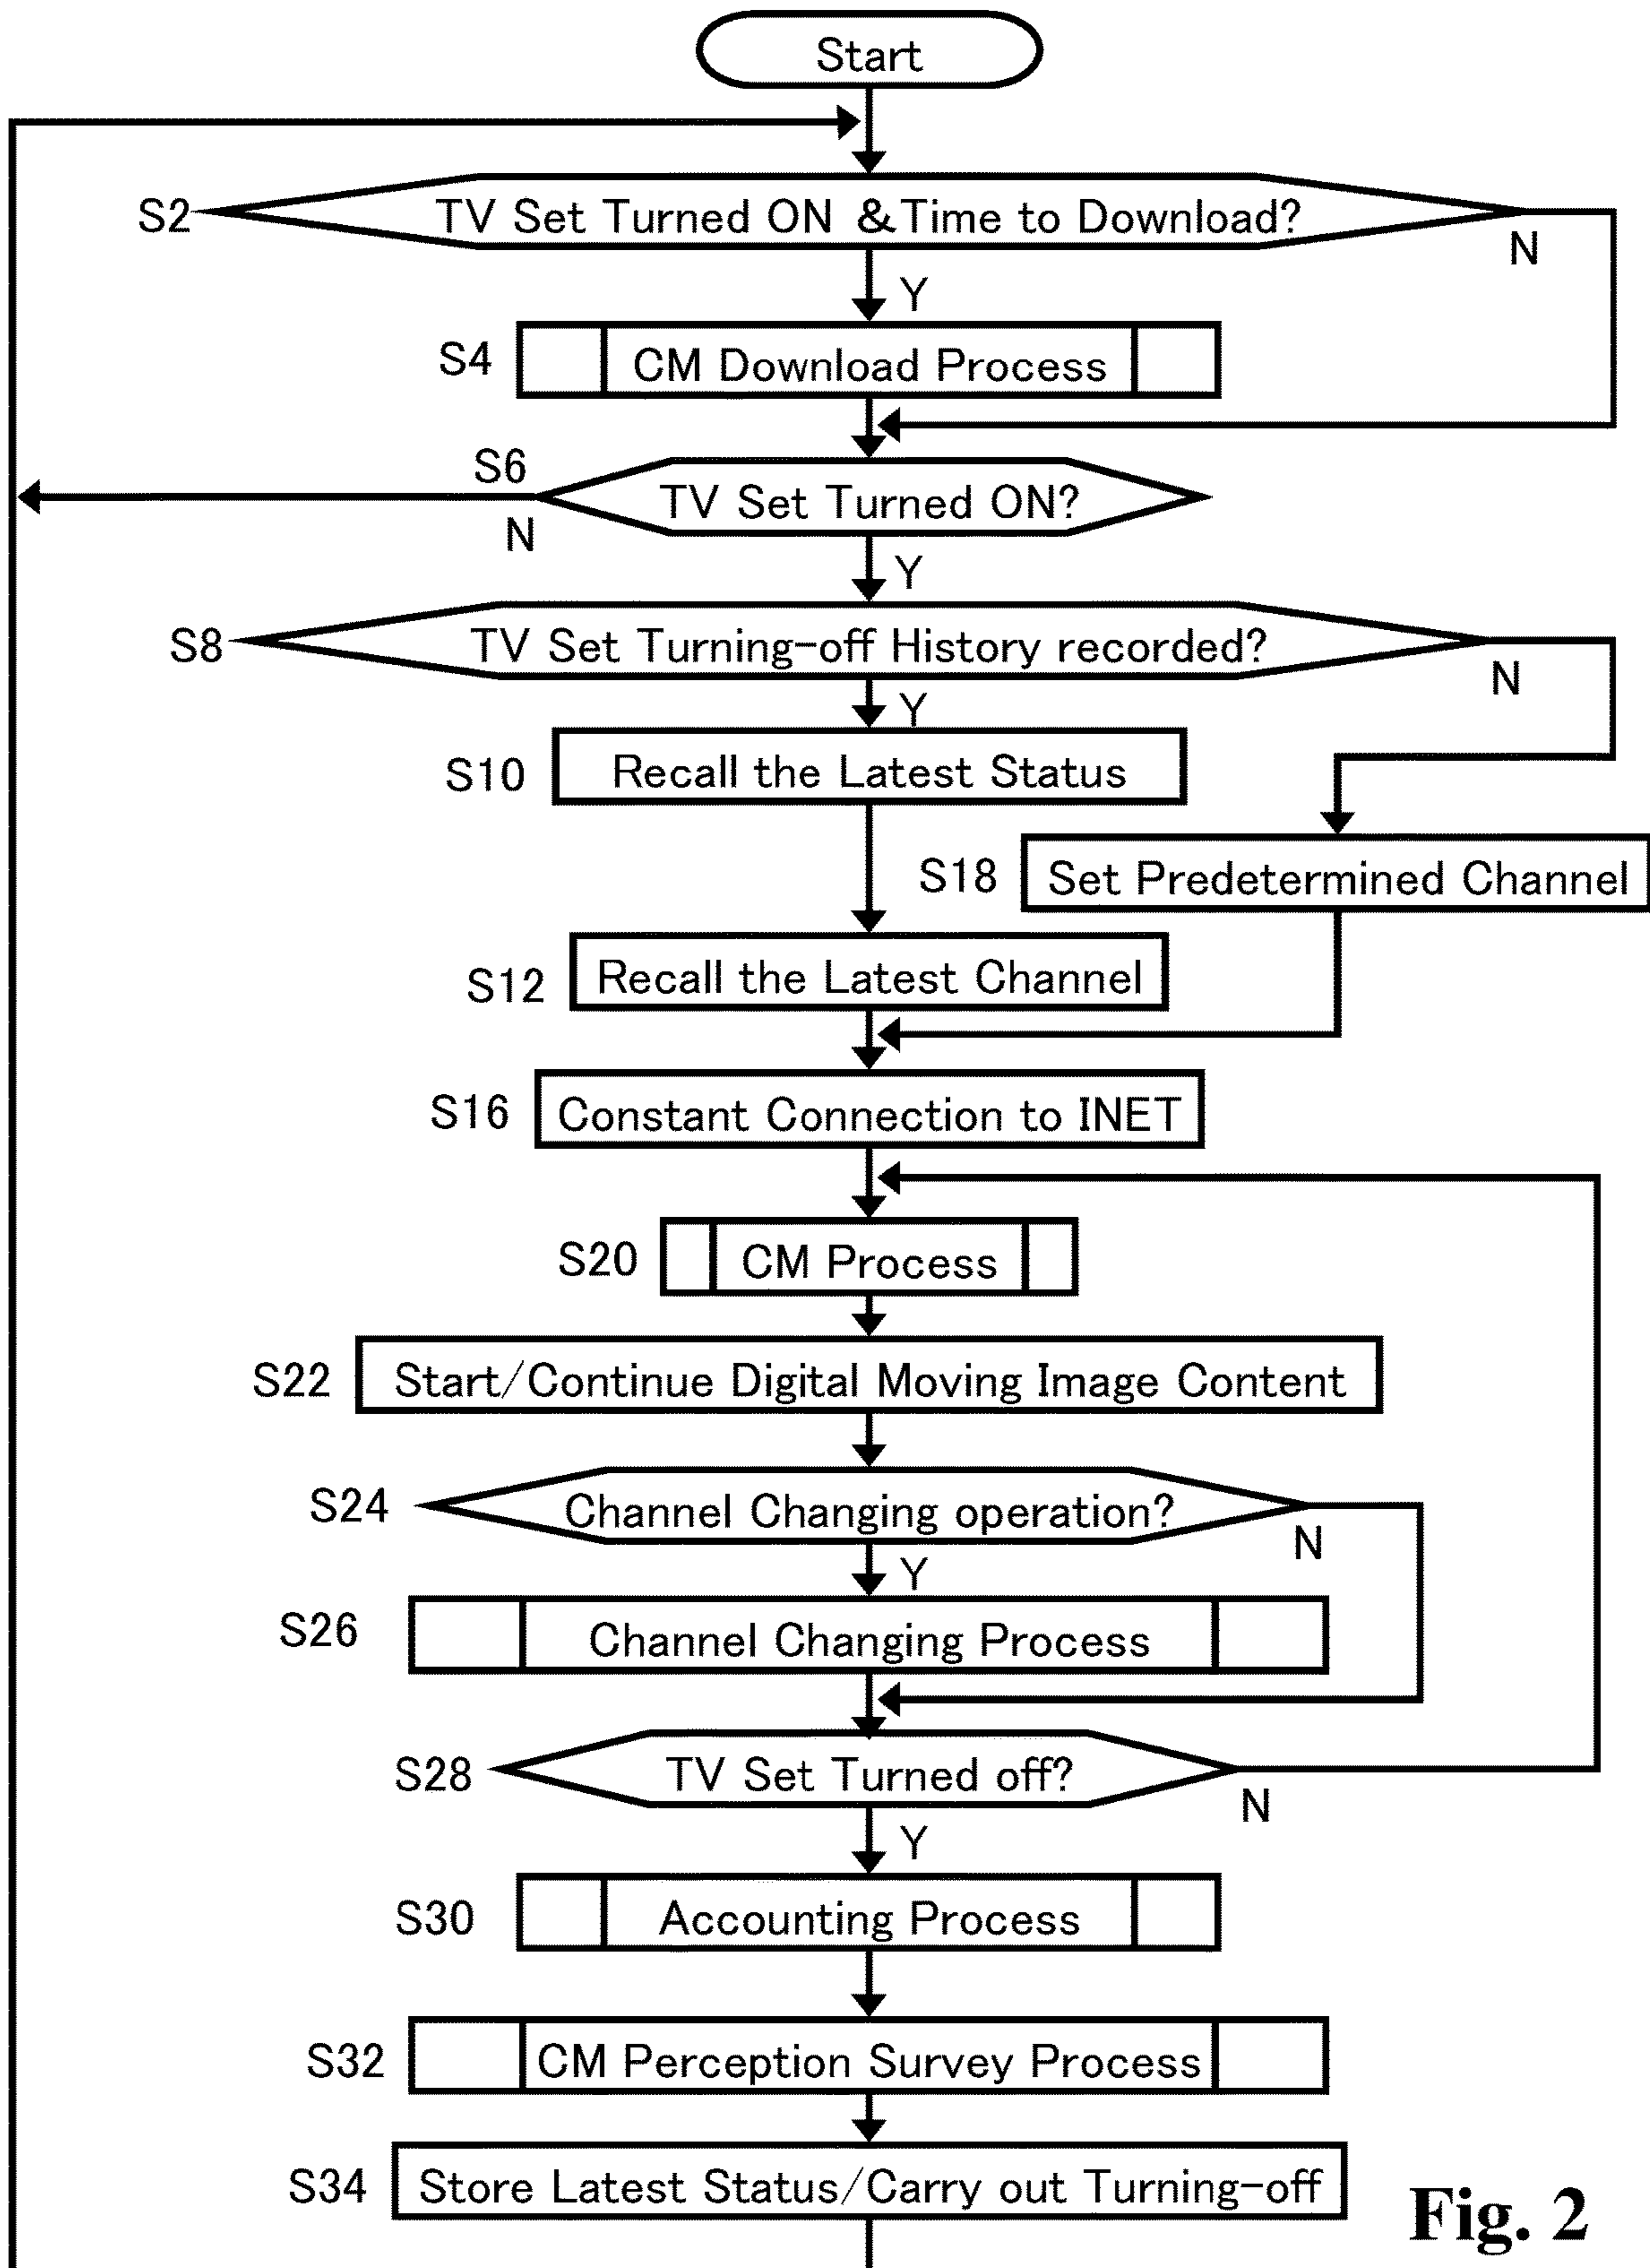 Start
S2 TV Set Turned ON &Time to Download?
N
Y
S4 CM Download Process
S6 TV Set Turned ON?
N
Y
S8 TV Set Turning-off History recorded?
N
Y
S10 Recall the Latest Status
S18 Set Predetermined Channel
S12 Recall the Latest Channel
S16 Constant Connection to INET
S20 CM Process
S22 Start/Continue Digital Moving Image Content
S24 Channel Changing operation?
N
Y
S26 Channel Changing Process
S28 TV Set Turned off?
N
Y
S30 Accounting Process
S32 CM Perception Survey Process
S34 Store Latest Status/Carry out Turning-off
Fig. 2